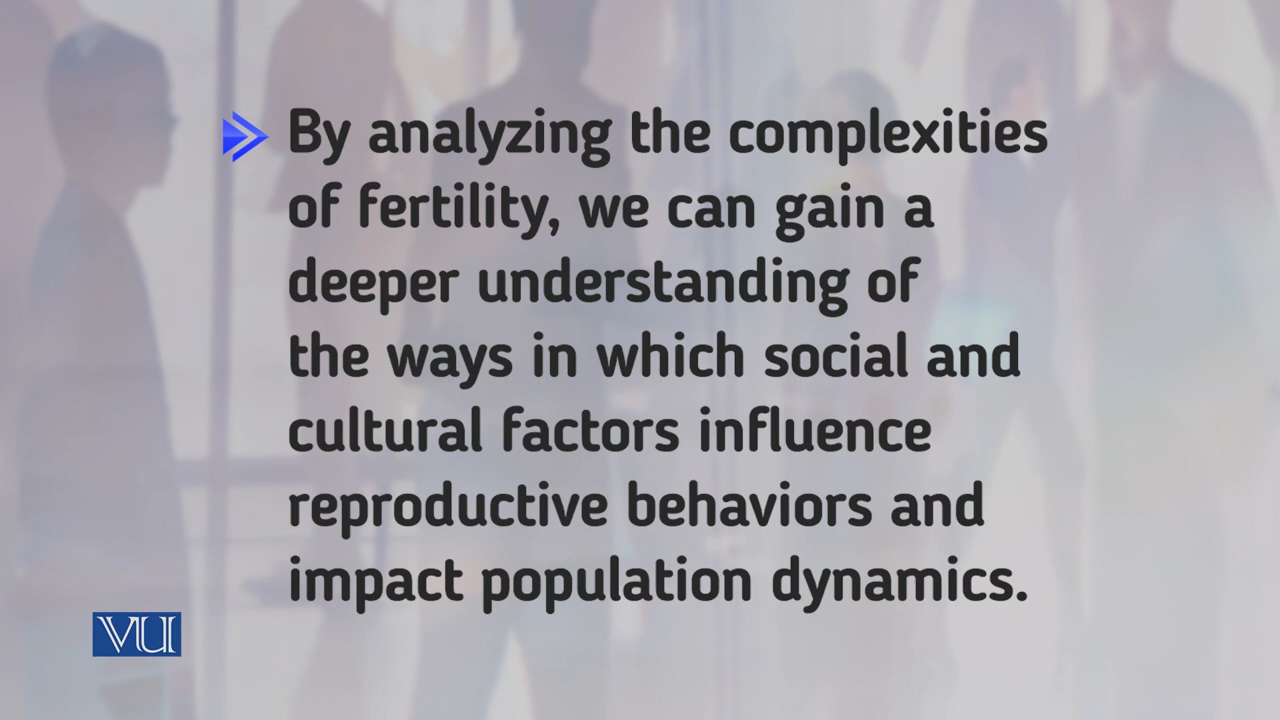 By analyzing the complexities
of fertility, we can gain a
deeper understanding of
the ways in which social and
cultural factors influence
reproductive behaviors and
impact population dynamics.
VU